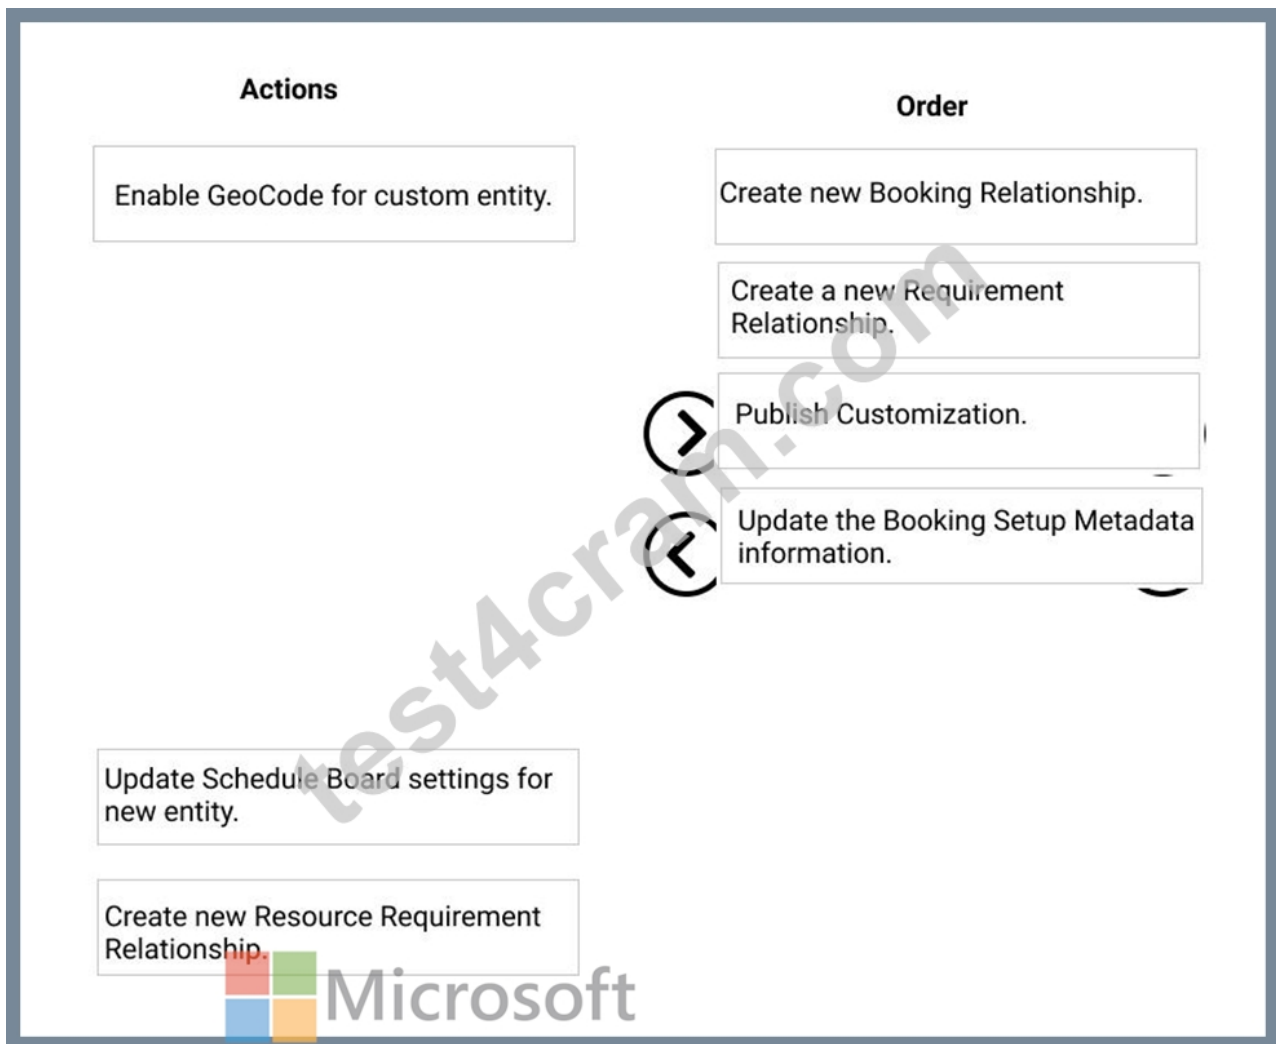 Actions
Enable GeoCode for custom entity.
Update Schedule Board settings for
new entity.
Create new Resource Requirement
Relationship.
Order
Create new Booking Relationship.
Create a new Requirement
Relationship.
Publish Customization.
Update the Booking Setup Metadata
information.
test4cram.com
Microsoft